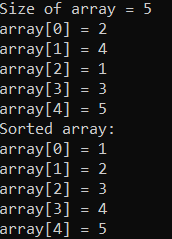 Size of array = 5
array[0] = 2
array[1] = 4
array[2] = 1
array[3] = 3
array[4] = 5
Sorted array:
array[0] = 1
array[1] = 2
array[2] = 3
array[3] = 4
array[4] = 5